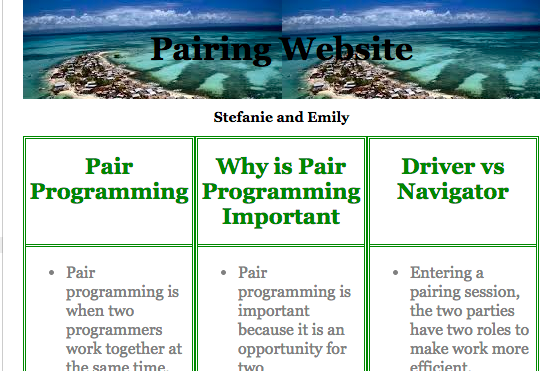 Pairing Website
Stefanie and Emily
Pair
Programming
Why is Pair
Programming
Important
Driver vs
Navigator
Pair
programming is
when two
programmers
work together at
the same time.
Pair
programming is
important
because it is an
opportunity for
two
Entering a
pairing session,
the two parties
have two roles to
make work more
efficient.